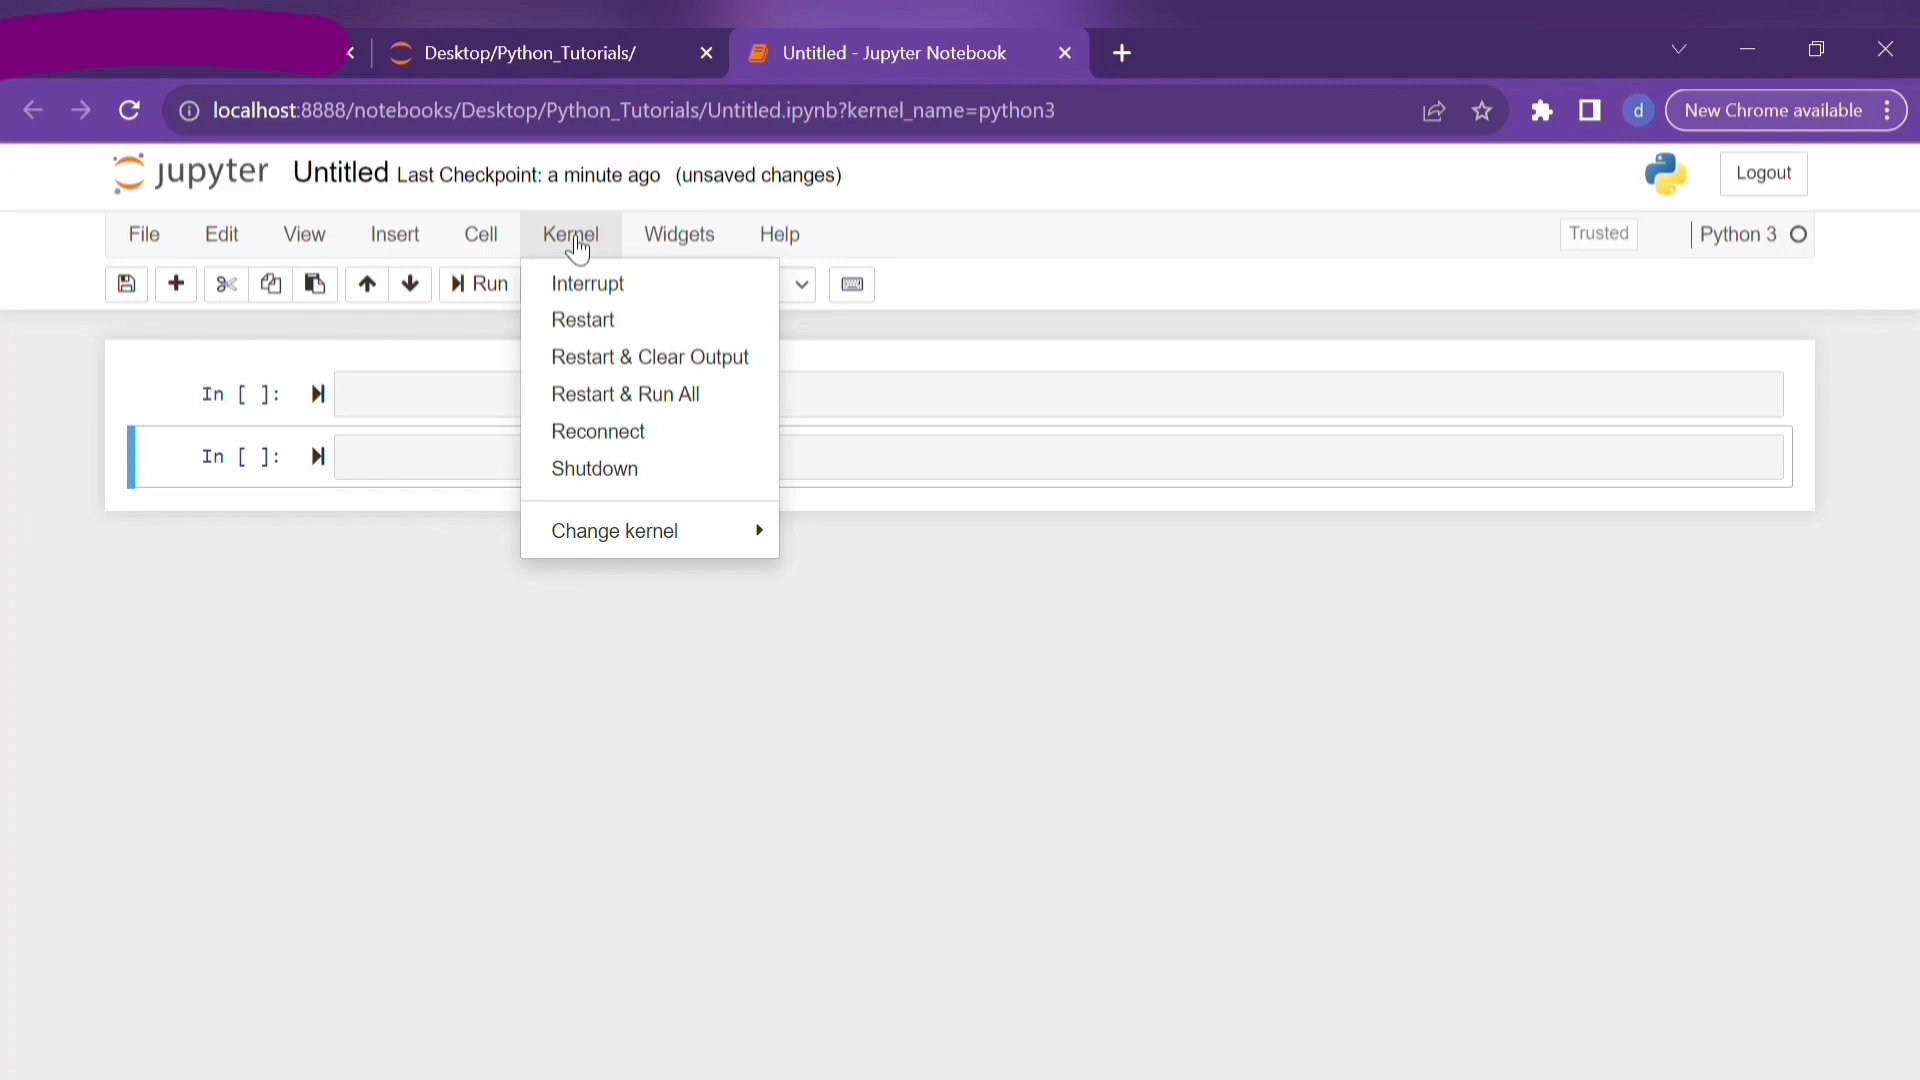 Desktop/Python_Tutorials/
Untitled - Jupyter Notebook
localhost:8888/notebooks/Desktop/Python_Tutorials/Untitled.ipynb?kernel_name=python3
d
New Chrome available
jupyter Untitled Last Checkpoint: a minute ago (unsaved changes)
Logout
File Edit View Insert Cell Kernel Widgets Help
Trusted
Python 3
Run
Interrupt
Restart
Restart & Clear Output
Restart & Run All
Reconnect
Shutdown
Change kernel
In [ ]:
In [ ]: